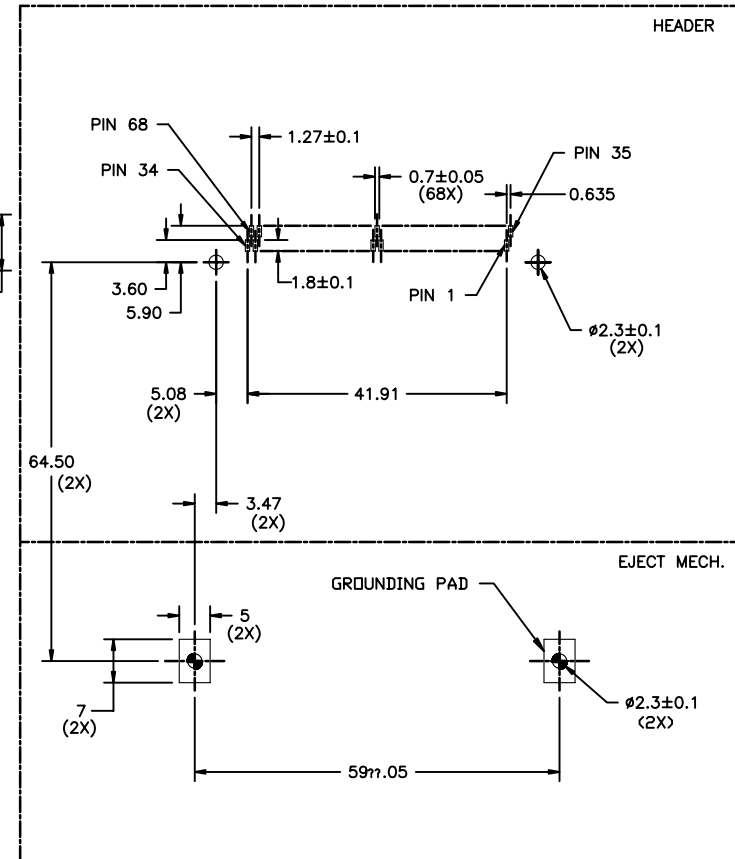 HEADER
PIN 68
1.27±0.1
PIN 34
0.7±0.05
(68X)
PIN 35
0.635
3.60
5.90
1.8±0.1
PIN 1
ø2.3±0.1
(2X)
5.08
(2X)
41.91
64.50
(2X)
3.47
(2X)
EJECT MECH.
GROUNDING PAD
5
(2X)
7
(2X)
ø2.3±0.1
(2X)
59??.05